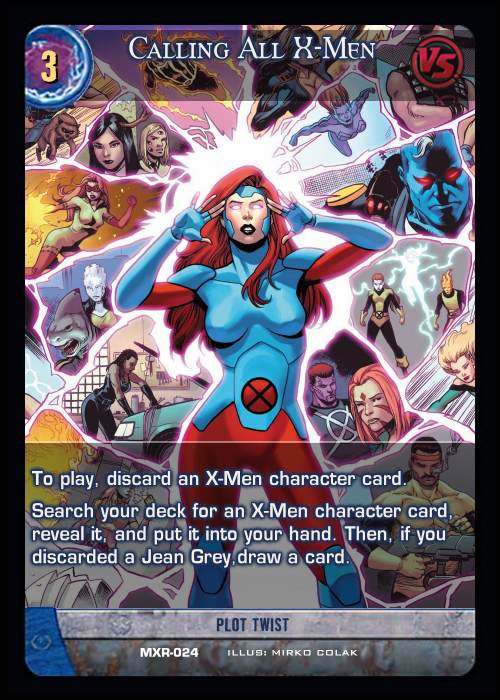 3
CALLING ALL X-MEN
VS
To play, discard an X-Men character card.
Search your deck for an X-Men character card,
reveal it, and put it into your hand. Then, if you
discarded a Jean Grey,draw a card.
PLOT TWIST
MXR-024 ILLUS: MIRKO COLAK